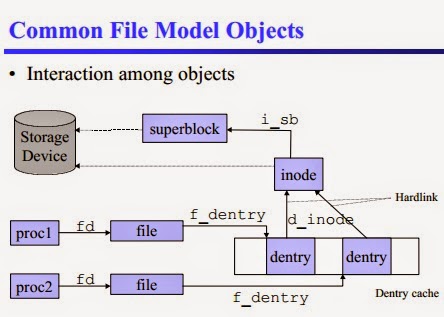 Common File Model Objects
• Interaction among objects
i_sb
superblock
Storage
Device
inode
Hardlink
f_dentry
d_inode
proc1
fd
file
dentry
dentry
proc2
fd
file
f_dentry
Dentry cache